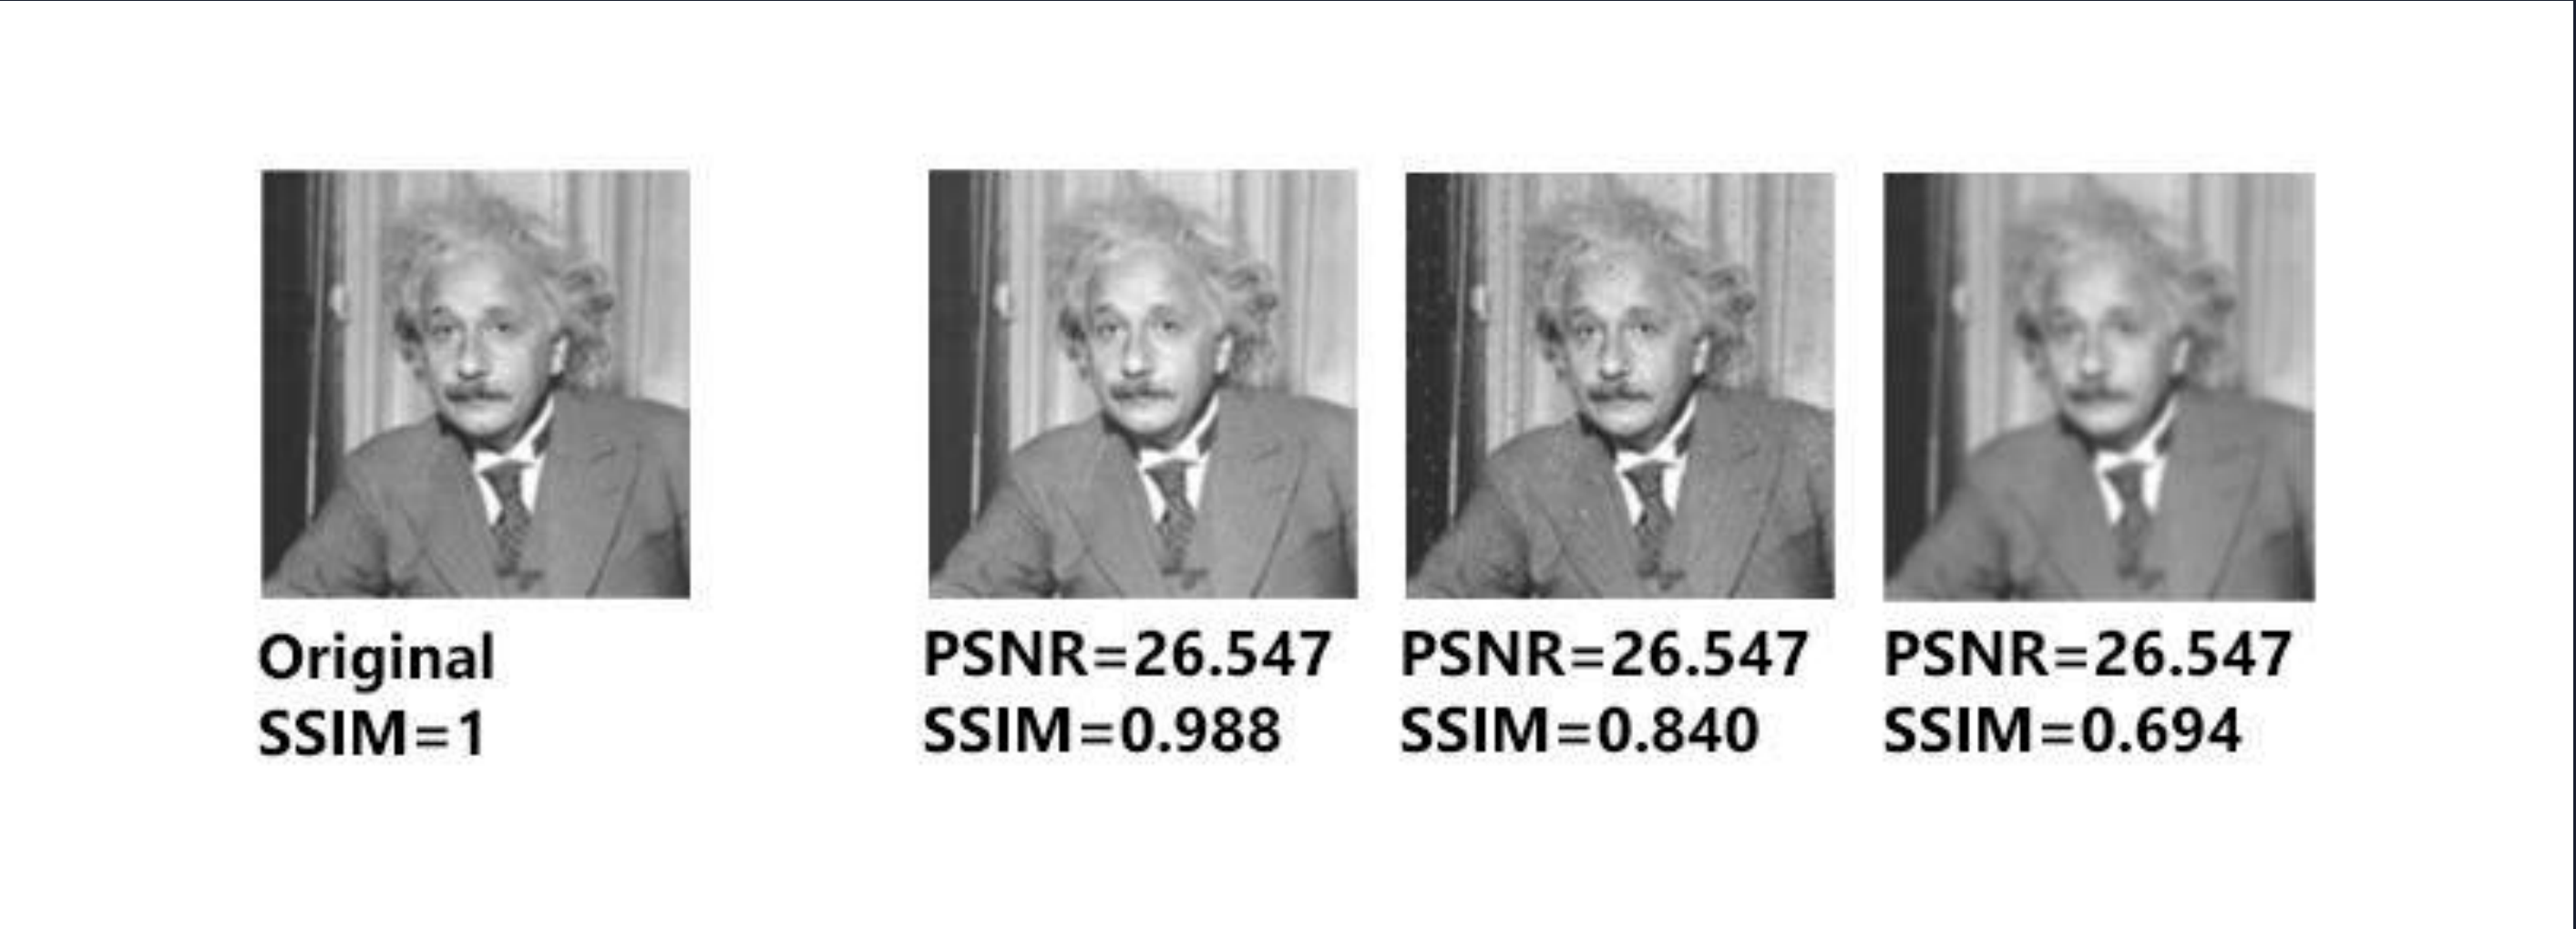 Original
SSIM=1
PSNR=26.547
SSIM=0.988
PSNR=26.547
SSIM=0.840
PSNR=26.547
SSIM=0.694